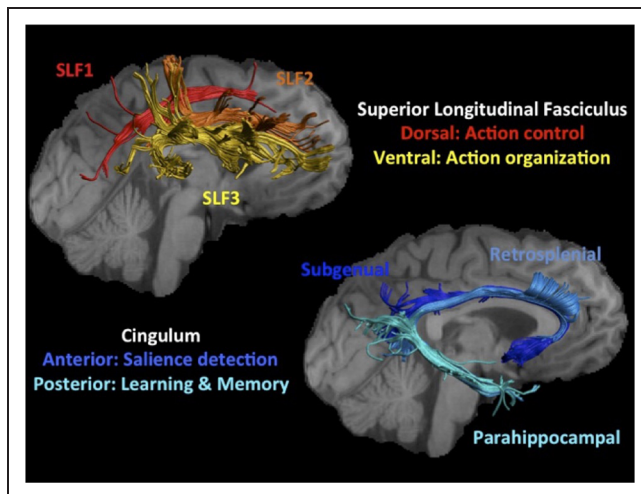 SLF1
SLF2
SLF3
Superior Longitudinal Fasciculus
Dorsal: Action control
Ventral: Action organization
Subgenual
Retrosplenial
Cingulum
Anterior: Salience detection
Posterior: Learning & Memory
Parahippocampal